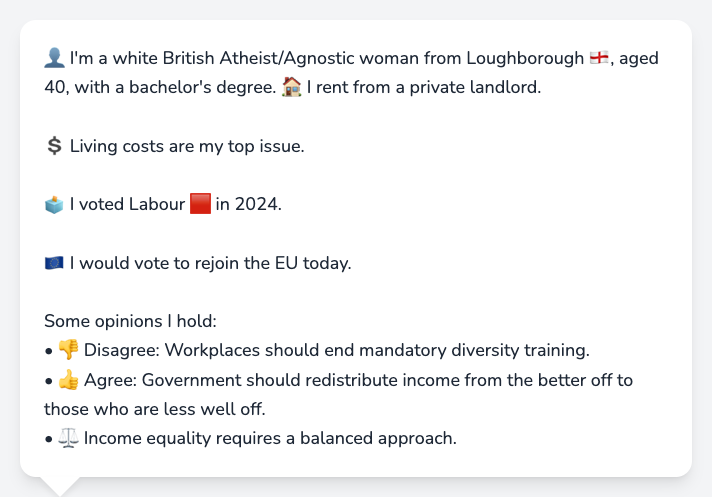 👤 I'm a white British Atheist/Agnostic woman from Loughborough 🏴󠁧󠁢󠁥󠁮󠁧󠁿, aged
40, with a bachelor's degree. 🏠 I rent from a private landlord.
💲 Living costs are my top issue.
🗳️ I voted Labour 🟥 in 2024.
🇪🇺 I would vote to rejoin the EU today.
Some opinions I hold:
• 👎 Disagree: Workplaces should end mandatory diversity training.
• 👍 Agree: Government should redistribute income from the better off to
those who are less well off.
• ⚖️ Income equality requires a balanced approach.